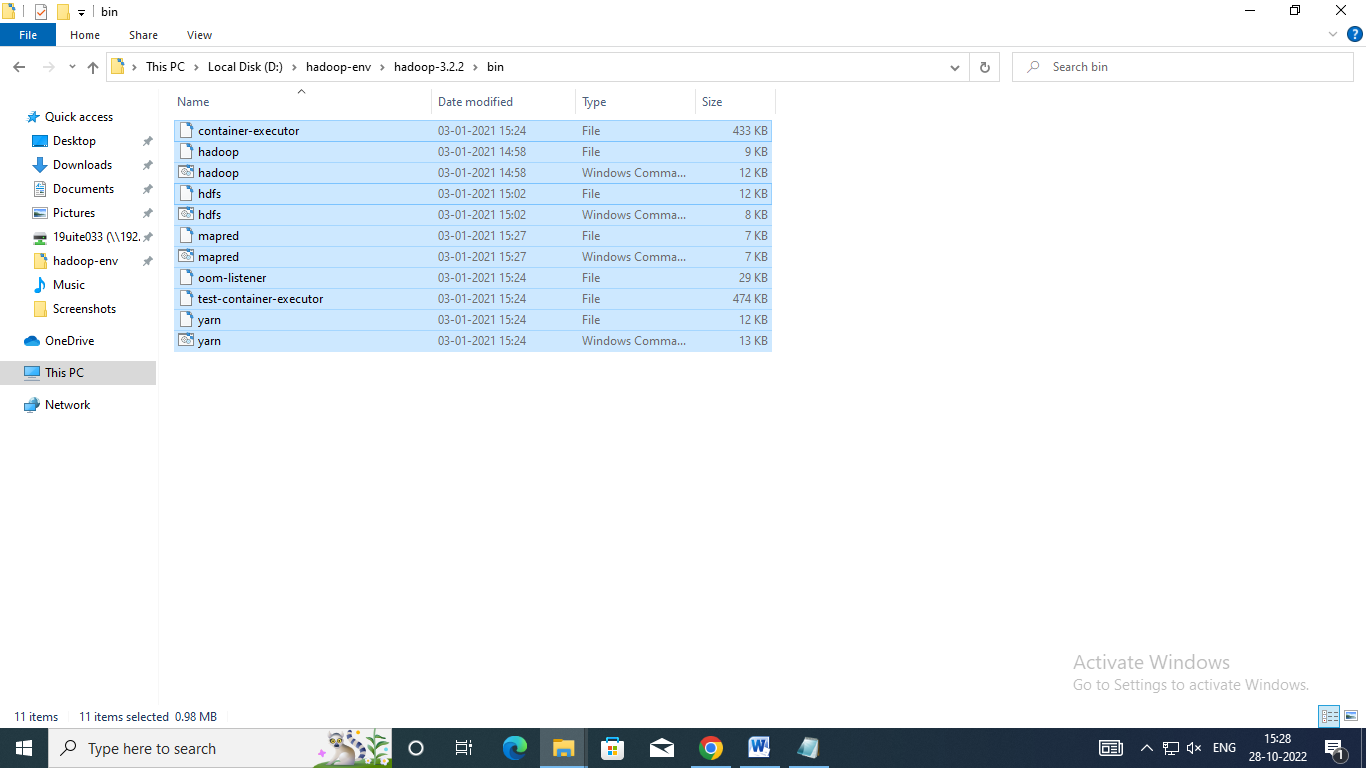 bin
File Home Share View
This PC Local Disk (D:) hadoop-env hadoop-3.2.2 bin
Search bin
Name Date modified Type Size
Quick access
Desktop
Downloads
Documents
Pictures
19uite033 (\\192.
hadoop-env
Music
Screenshots
OneDrive
This PC
Network
container-executor 03-01-2021 15:24 File 433 KB
hadoop 03-01-2021 14:58 File 9 KB
hadoop 03-01-2021 14:58 Windows Comma... 12 KB
hdfs 03-01-2021 15:02 File 12 KB
hdfs 03-01-2021 15:02 Windows Comma... 8 KB
mapred 03-01-2021 15:27 File 7 KB
mapred 03-01-2021 15:27 Windows Comma... 7 KB
oom-listener 03-01-2021 15:24 File 29 KB
test-container-executor 03-01-2021 15:24 File 474 KB
yarn 03-01-2021 15:24 File 12 KB
yarn 03-01-2021 15:24 Windows Comma... 13 KB
Activate Windows
Go to Settings to activate Windows.
11 items 11 items selected 0.98 MB
Type here to search
ENG
15:28
28-10-2022
1